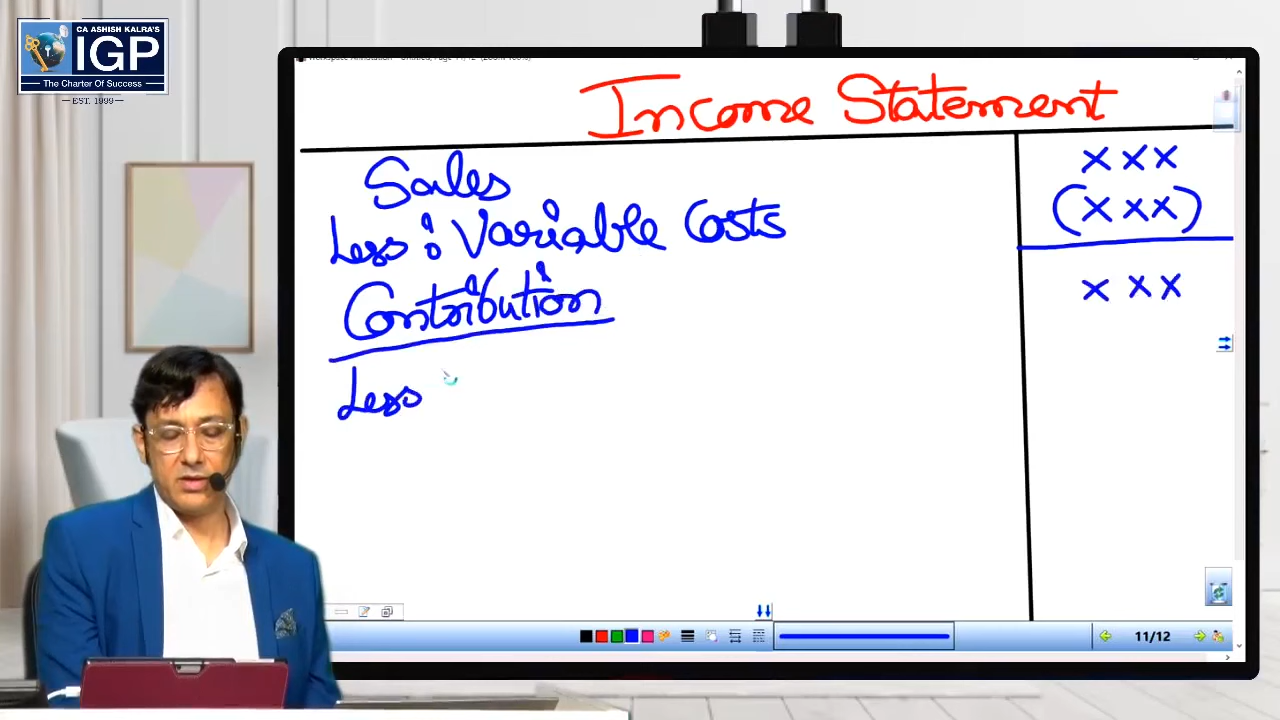 CA ASHISH KALRA'S
IGP
The Charter Of Success
EST. 1999
Income Statement
Sales xxx
Less : Variable Costs (xxx)
Contribution xxx
Less
11/12